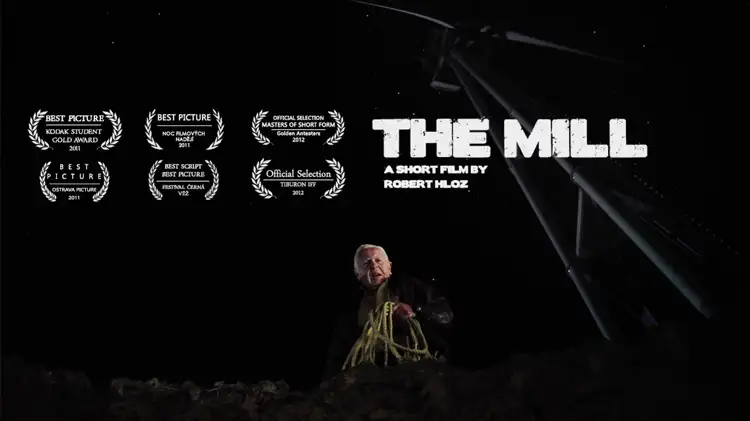 BEST PICTURE
KODAK STUDENT
GOLD AWARD
2011
BEST PICTURE
NOC FILMOVÝCH
NADĚJÍ
2011
OFFICIAL SELECTION
MASTERS OF SHORT FORM
Golden Anteaters
2012
BEST
PICTURE
OSTRAVA PICTURE
2011
BEST SCRIPT
BEST PICTURE
FESTIVAL ČERNÁ
VĚŽ
Official Selection
TIBURON IFF
2012
THE MILL
A SHORT FILM BY
ROBERT HLOZ